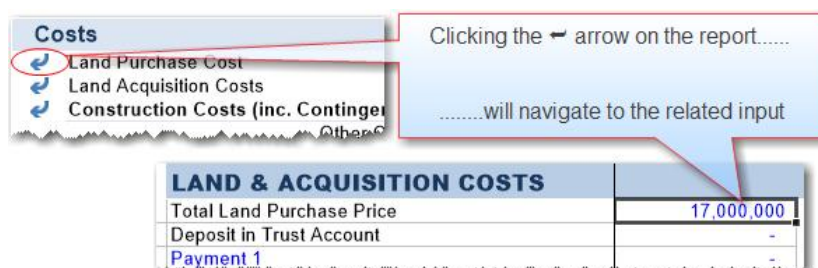 Costs
Land Purchase Cost
Land Acquisition Costs
Construction Costs (inc. Continge
Clicking the arrow on the report......
........will navigate to the related input
LAND & ACQUISITION COSTS
Total Land Purchase Price 17,000,000
Deposit in Trust Account -
Payment 1 -